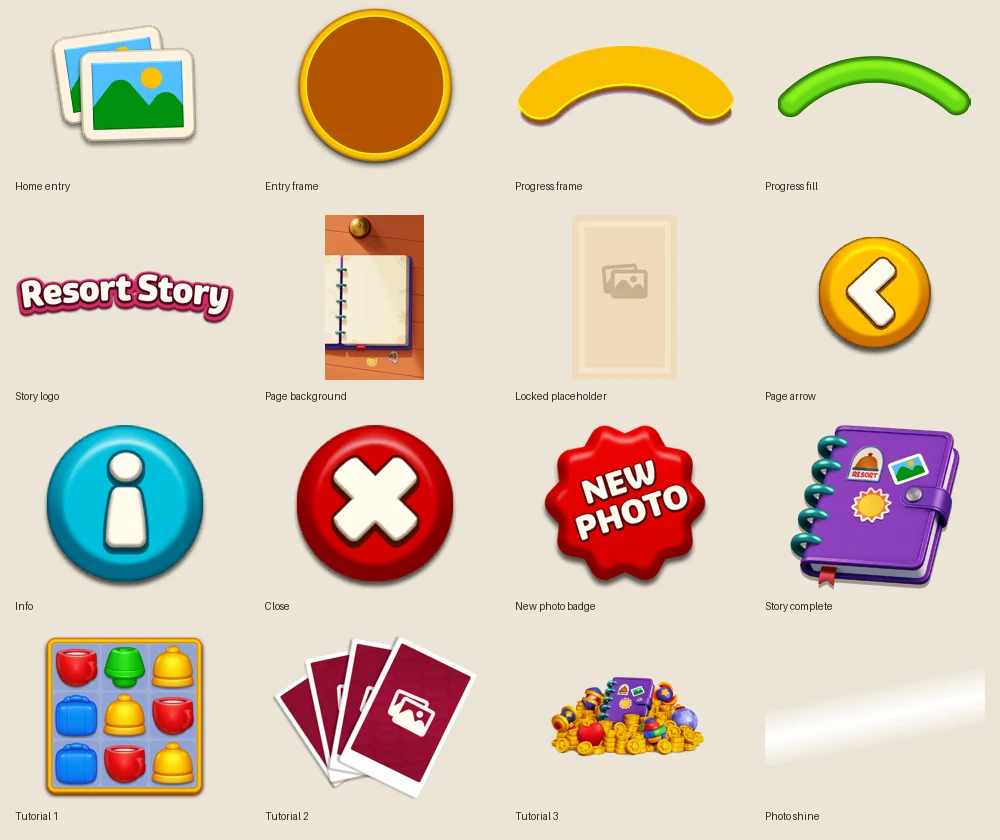 Home entry
Entry frame
Progress frame
Progress fill
Resort Story
Story logo
Page background
Locked placeholder
Page arrow
NEW
PHOTO
RESORT
Info
Close
New photo badge
Story complete
Tutorial 1
Tutorial 2
Tutorial 3
Photo shine